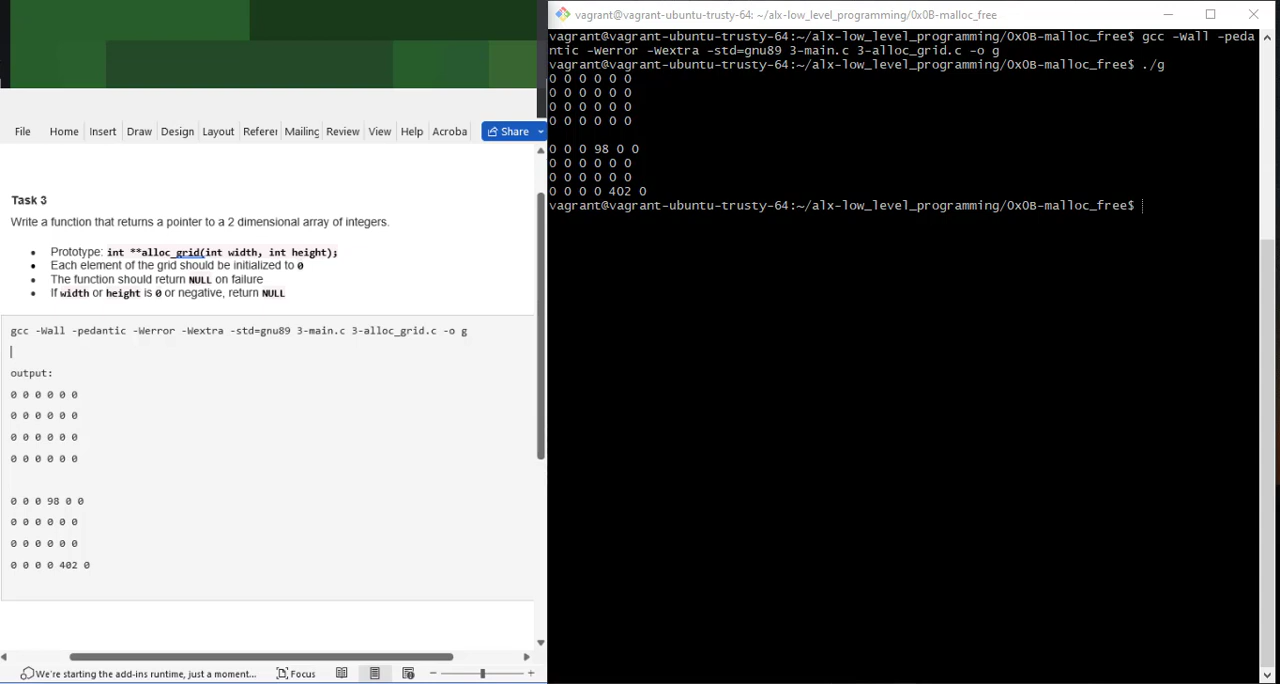 File Home Insert Draw Design Layout Referer Mailing Review View Help Acroba Share
Task 3
Write a function that returns a pointer to a 2 dimensional array of integers.
• Prototype: int **alloc_grid(int width, int height);
• Each element of the grid should be initialized to 0
• The function should return NULL on failure
• If width or height is 0 or negative, return NULL
gcc -Wall -pedantic -Werror -Wextra -std=gnu89 3-main.c 3-alloc_grid.c -o g
output:
0 0 0 0 0 0
0 0 0 0 0 0
0 0 0 0 0 0
0 0 0 0 0 0
0 0 0 98 0 0
0 0 0 0 0 0
0 0 0 0 0 0
0 0 0 0 402 0
We're starting the add-ins runtime, just a moment... Focus
vagrant@vagrant-ubuntu-trusty-64: ~/alx-low_level_programming/0x0B-malloc_free
vagrant@vagrant-ubuntu-trusty-64:~/alx-low_level_programming/0x0B-malloc_free$ gcc -Wall -peda
ntic -Werror -Wextra -std=gnu89 3-main.c 3-alloc_grid.c -o g
vagrant@vagrant-ubuntu-trusty-64:~/alx-low_level_programming/0x0B-malloc_free$ ./g
0 0 0 0 0 0
0 0 0 0 0 0
0 0 0 0 0 0
0 0 0 0 0 0
0 0 0 98 0 0
0 0 0 0 0 0
0 0 0 0 0 0
0 0 0 0 402 0
vagrant@vagrant-ubuntu-trusty-64:~/alx-low_level_programming/0x0B-malloc_free$